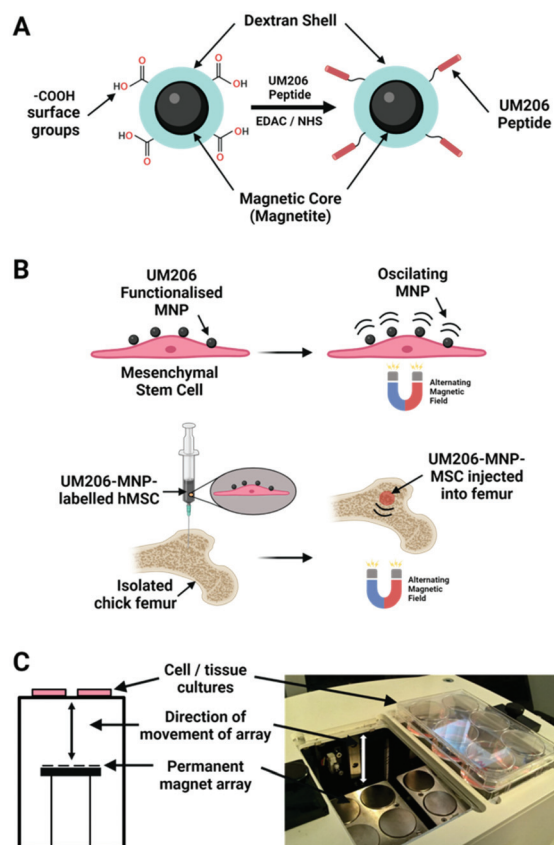 A
Dextran Shell
-COOH
surface
groups
O
HO
O
OH
HO
O
OH
O
UM206
Peptide
EDAC / NHS
UM206
Peptide
Magnetic Core
(Magnetite)
B
UM206
Functionalised
MNP
Mesenchymal
Stem Cell
Oscilating
MNP
Alternating
Magnetic
Field
UM206-MNP-
labelled hMSC
Isolated
chick femur
UM206-MNP-
MSC injected
into femur
Alternating
Magnetic
Field
C
Cell / tissue
cultures
Direction of
movement of array
Permanent
magnet array